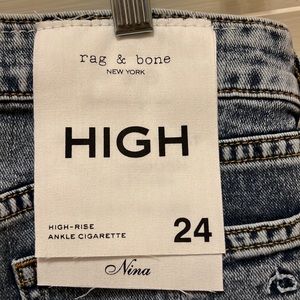 rag & bone
NEW YORK
HIGH
HIGH-RISE
ANKLE CIGARETTE
24
Nina